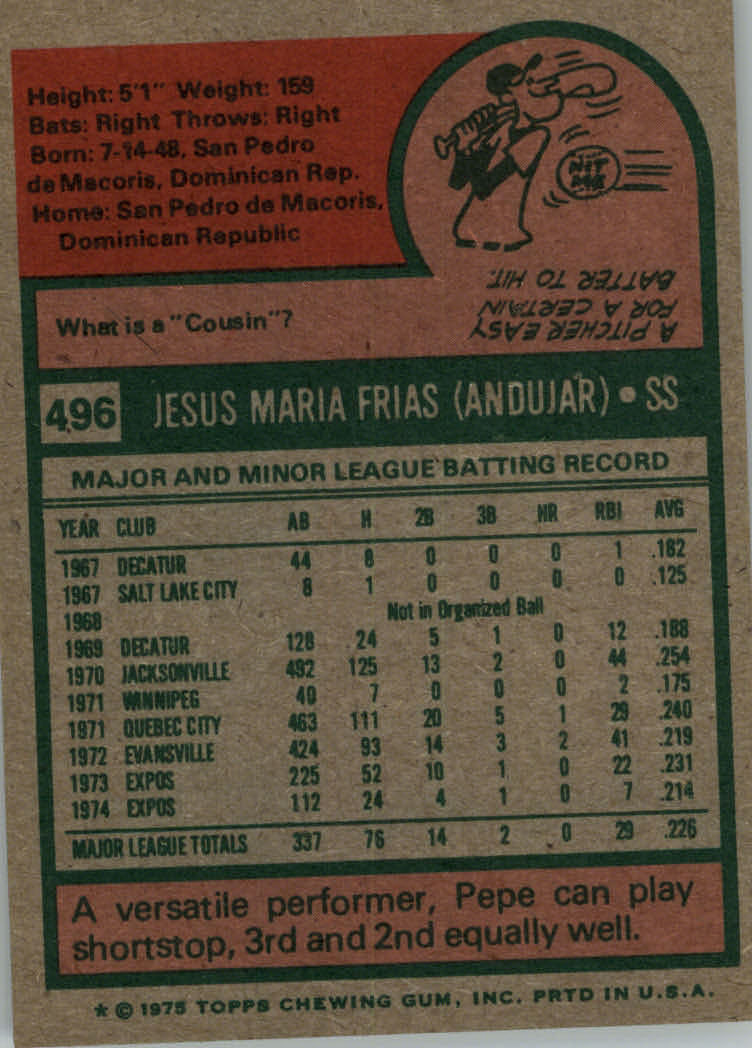 Height: 5'1" Weight: 159
Bats: Right Throws: Right
Born: 7-14-48, San Pedro
de Macoris, Dominican Rep.
Home: San Pedro de Macoris,
Dominican Republic
HIT ME
What is a "Cousin"?
A PITCHER EASY
FOR A CERTAIN
BATTER TO HIT.
496 JESUS MARIA FRIAS (ANDUJAR) • SS
MAJOR AND MINOR LEAGUE BATTING RECORD
YEAR CLUB AB H 2B 3B HR RBI AVG
1967 DECATUR 44 8 0 0 0 1 .182
1967 SALT LAKE CITY 8 1 0 0 0 0 .125
1968 Not in Organized Ball
1969 DECATUR 128 24 5 1 0 12 .188
1970 JACKSONVILLE 492 125 13 2 0 44 .254
1971 WINNIPEG 40 7 0 0 0 2 .175
1971 QUEBEC CITY 463 111 20 5 1 29 .240
1972 EVANSVILLE 424 93 14 3 2 41 .219
1973 EXPOS 225 52 10 1 0 22 .231
1974 EXPOS 112 24 4 1 0 7 .214
MAJOR LEAGUE TOTALS 337 76 14 2 0 29 .226
A versatile performer, Pepe can play
shortstop, 3rd and 2nd equally well.
* © 1975 TOPPS CHEWING GUM, INC. PRTD IN U.S.A.